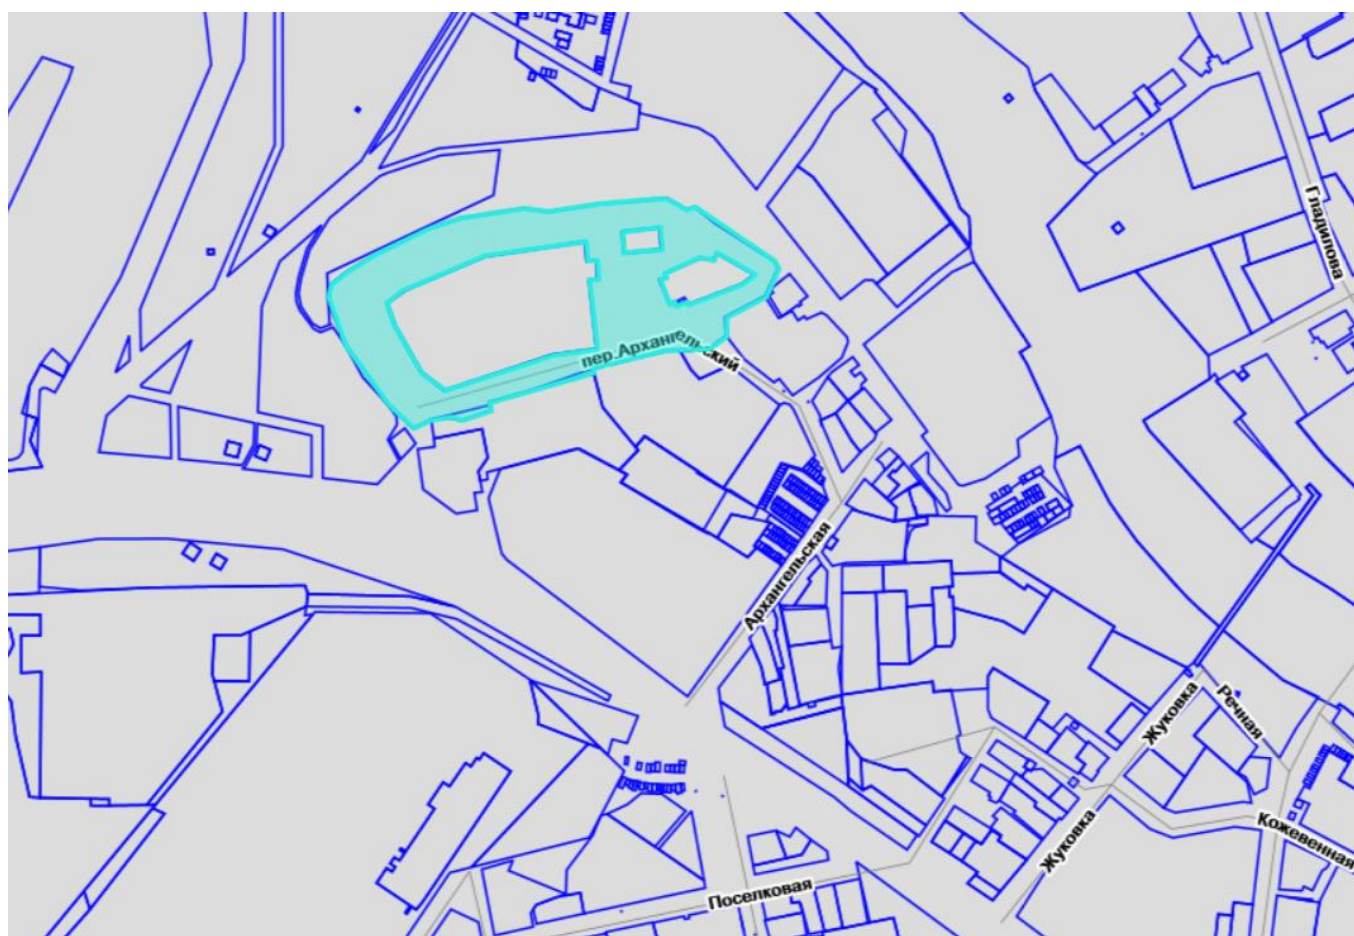 Гладилова
пер.Архангельский
Архангельская
Жуковка
Речная
Жуковка
Кожевенная
Поселковая